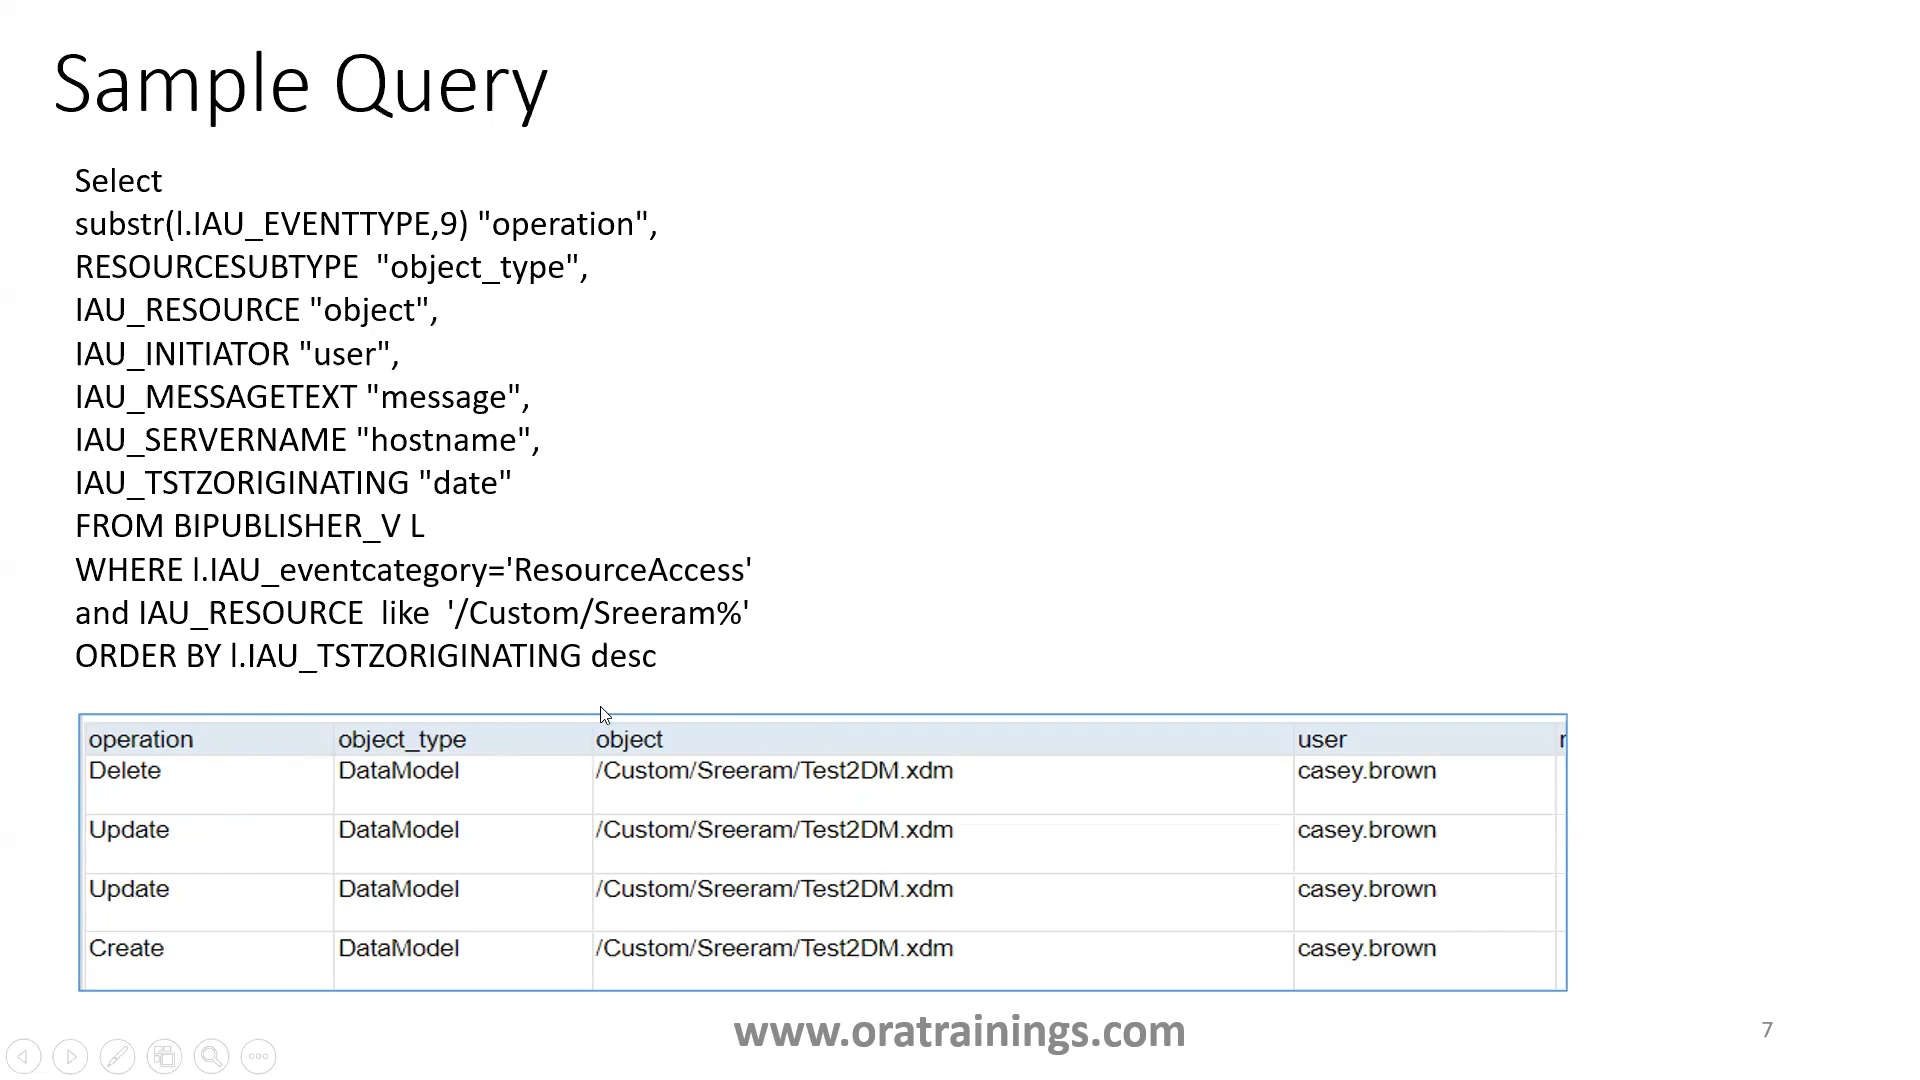 Sample Query
Select
substr(l.IAU_EVENTTYPE,9) "operation",
RESOURCESUBTYPE  "object_type",
IAU_RESOURCE "object",
IAU_INITIATOR "user",
IAU_MESSAGETEXT "message",
IAU_SERVERNAME "hostname",
IAU_TSTZORIGINATING "date"
FROM BIPUBLISHER_V L
WHERE l.IAU_eventcategory='ResourceAccess'
and IAU_RESOURCE  like  '/Custom/Sreeram%'
ORDER BY l.IAU_TSTZORIGINATING desc
operation object_type object user
Delete DataModel /Custom/Sreeram/Test2DM.xdm casey.brown
Update DataModel /Custom/Sreeram/Test2DM.xdm casey.brown
Update DataModel /Custom/Sreeram/Test2DM.xdm casey.brown
Create DataModel /Custom/Sreeram/Test2DM.xdm casey.brown
www.oratrainings.com
7